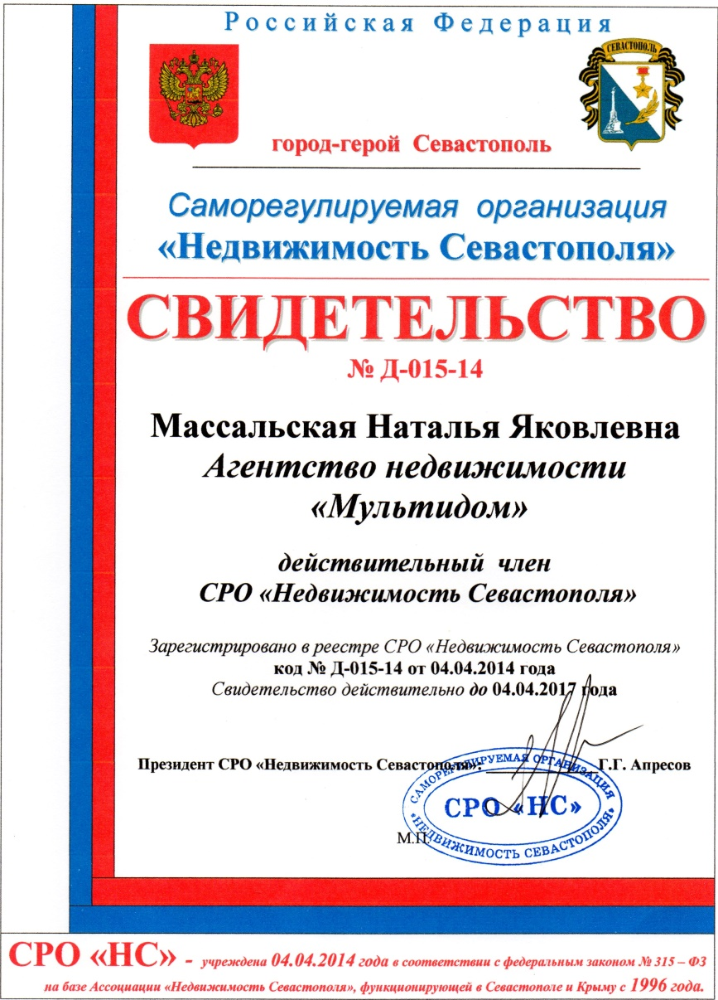 Российская Федерация
СЕВАСТОПОЛЬ
город-герой Севастополь
Саморегулируемая организация
«Недвижимость Севастополя»
СВИДЕТЕЛЬСТВО
№ Д-015-14
Массальская Наталья Яковлевна
Агентство недвижимости
«Мультидом»
действительный член
СРО «Недвижимость Севастополя»
Зарегистрировано в реестре СРО «Недвижимость Севастополя»
код № Д-015-14 от 04.04.2014 года
Свидетельство действительно до 04.04.2017 года
Президент СРО «Недвижимость Севастополя»: Г.Г. Апресов
САМОРЕГУЛИРУЕМАЯ ОРГАНИЗАЦИЯ
СРО «НС»
«НЕДВИЖИМОСТЬ СЕВАСТОПОЛЯ»
М.П.
СРО «НС» - учреждена 04.04.2014 года в соответствии с федеральным законом № 315 – ФЗ
на базе Ассоциации «Недвижимость Севастополя», функционирующей в Севастополе и Крыму с 1996 года.